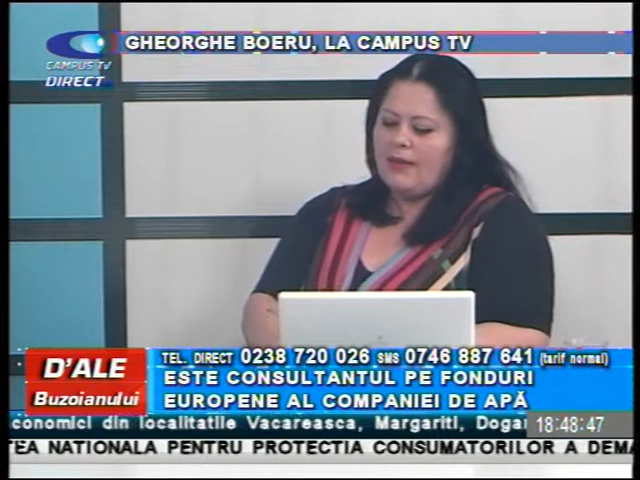 GHEORGHE BOERU, LA CAMPUS TV
CAMPUS TV
DIRECT
D'ALE
Buzoianului
TEL. DIRECT 0238 720 026 SMS 0746 887 641 (tarif normal)
ESTE CONSULTANTUL PE FONDURI
EUROPENE AL COMPANIEI DE APĂ
conomici din localitatile Vacareasca, Margariti, Dogar
18:48:47
TEA NATIONALA PENTRU PROTECTIA CONSUMATORILOR A DEMA